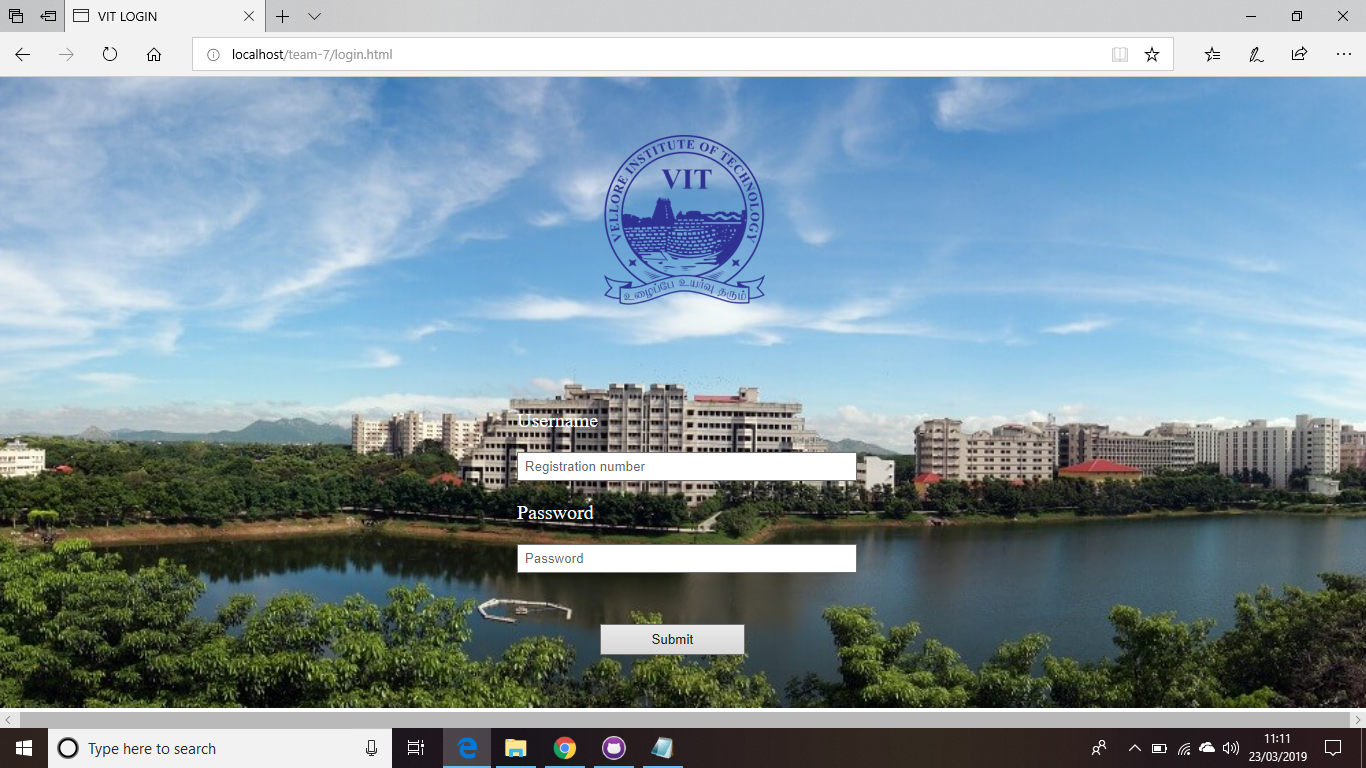 VIT LOGIN
localhost/team-7/login.html
VELLORE INSTITUTE OF TECHNOLOGY
VIT
உழைப்பே உயர்வு தரும்
Username
Registration number
Password
Password
Submit
Type here to search
11:11
23/03/2019